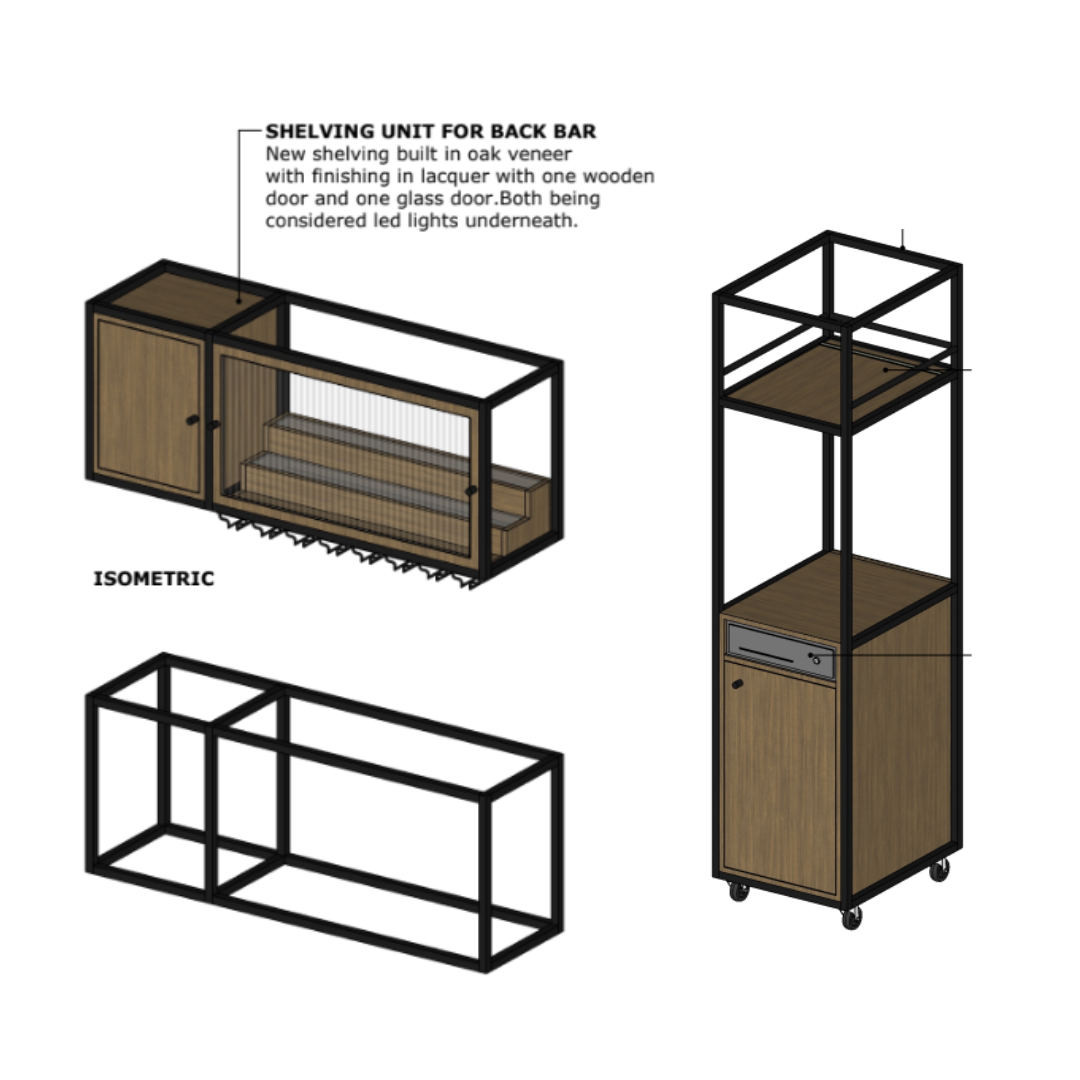 SHELVING UNIT FOR BACK BAR
New shelving built in oak veneer
with finishing in lacquer with one wooden
door and one glass door.Both being
considered led lights underneath.
ISOMETRIC